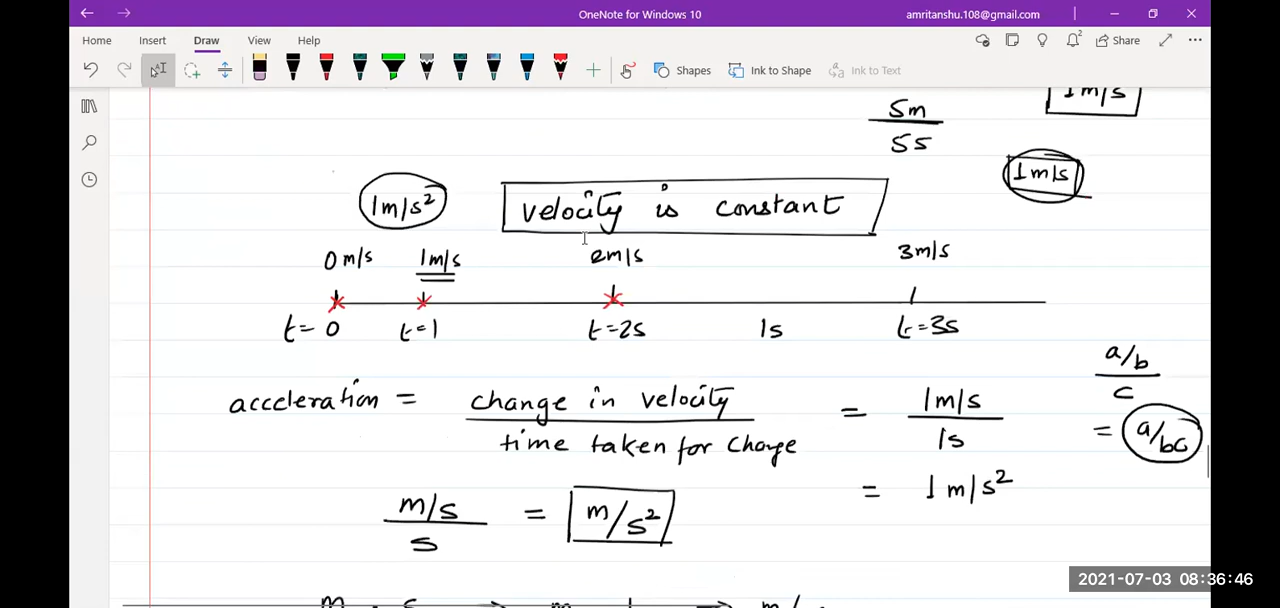 OneNote for Windows 10
amritanshu.108@gmail.com
Home Insert Draw View Help
Share
Shapes Ink to Shape Ink to Text
5m
5s
1m/s
1m/s
1m/s²
velocity is constant
0m/s 1m/s 2m/s 3m/s
t=0 t=1 t=2s 1s t=3s
acceleration = change in velocity = 1m/s
time taken for change 1s
= 1m/s²
a/b
c
= a/bc
m/s = m/s²
s
2021-07-03 08:36:46